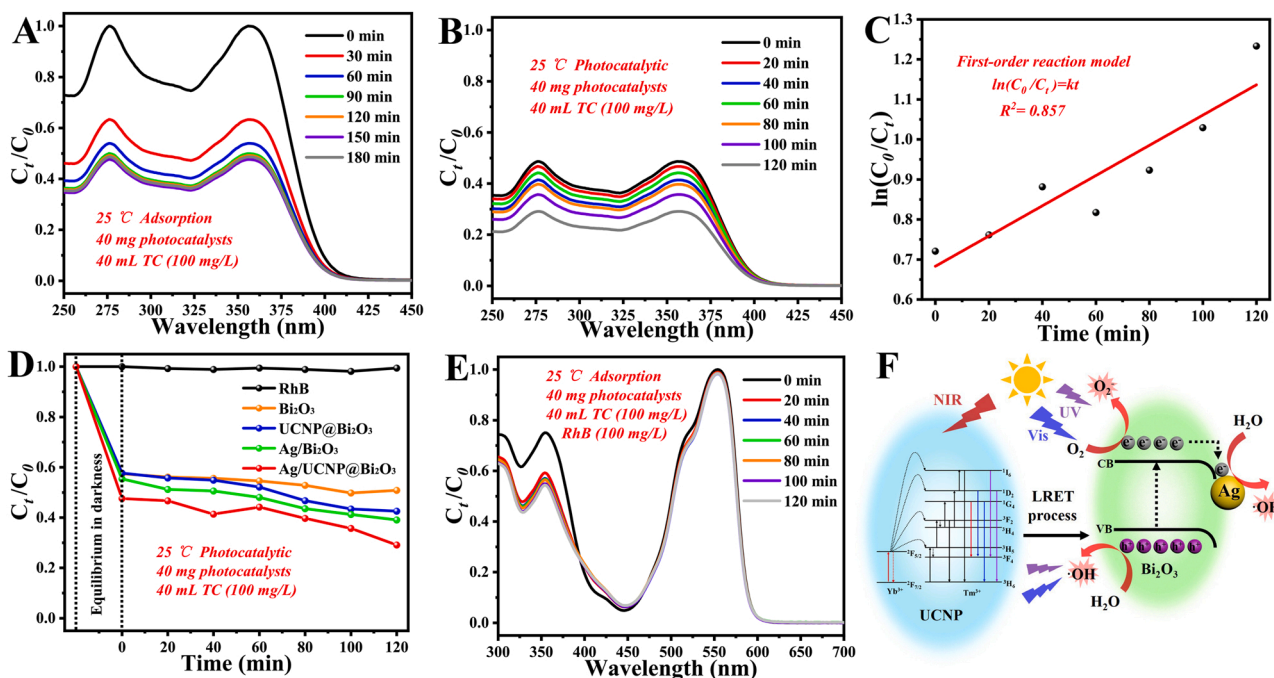 A
C_t/C_0
1.0
0.8
0.6
0.4
0.2
0.0
0 min
30 min
60 min
90 min
120 min
150 min
180 min
25 ℃ Adsorption
40 mg photocatalysts
40 mL TC (100 mg/L)
250 275 300 325 350 375 400 425 450
Wavelength (nm)
B
C_t/C_0
1.0
0.8
0.6
0.4
0.2
0.0
25 ℃ Photocatalytic
40 mg photocatalysts
40 mL TC (100 mg/L)
0 min
20 min
40 min
60 min
80 min
100 min
120 min
250 275 300 325 350 375 400 425 450
Wavelength (nm)
C
ln(C_0/C_t)
1.3
1.2
1.1
1.0
0.9
0.8
0.7
0.6
First-order reaction model
ln(C_0/C_t)=kt
R²= 0.857
0 20 40 60 80 100 120
Time (min)
D
C_t/C_0
1.0
0.8
0.6
0.4
0.2
0.0
Equilibrium in darkness
RhB
Bi₂O₃
UCNP@Bi₂O₃
Ag/Bi₂O₃
Ag/UCNP@Bi₂O₃
25 ℃ Photocatalytic
40 mg photocatalysts
40 mL TC (100 mg/L)
0 20 40 60 80 100 120
Time (min)
E
C_t/C_0
1.0
0.8
0.6
0.4
0.2
0.0
25 ℃ Adsorption
40 mg photocatalysts
40 mL TC (100 mg/L)
RhB (100 mg/L)
0 min
20 min
40 min
60 min
80 min
100 min
120 min
300 350 400 450 500 550 600 650 700
Wavelength (nm)
F
NIR
UV
Vis
O₂
O₂
H₂O
e⁻ e⁻ e⁻ e⁻
e⁻
CB
Ag
·OH
LRET
process
VB
h⁺ h⁺ h⁺ h⁺ h⁺
Bi₂O₃
·OH
H₂O
¹I₆
¹D₂
¹G₄
³F₂
³H₄
³H₅
³F₄
³H₆
²F₅/₂
²F₇/₂
Yb³⁺
Tm³⁺
UCNP